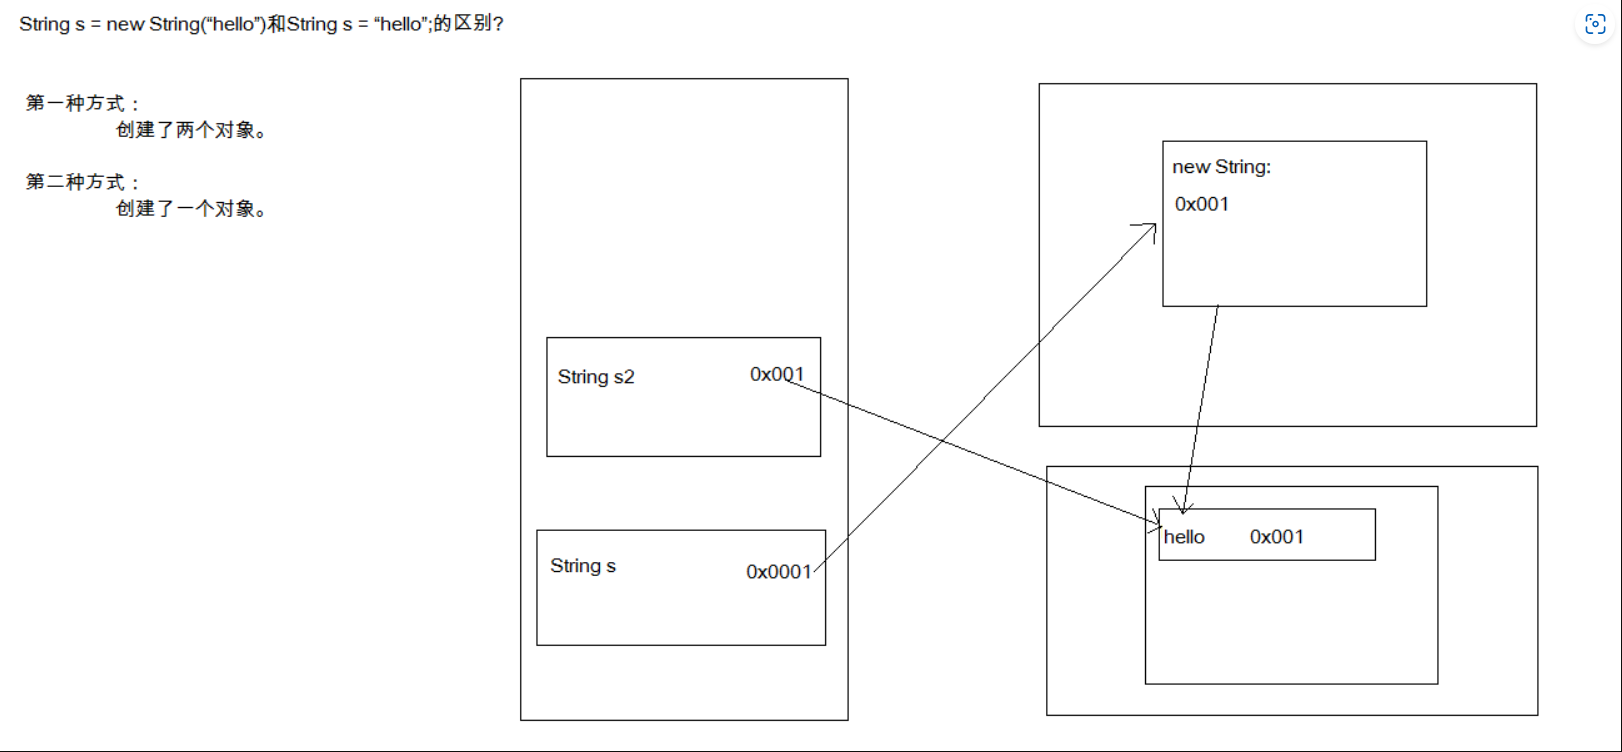 String s = new String(“hello”)和String s = “hello”;的区别?
第一种方式：
创建了两个对象。
第二种方式：
创建了一个对象。
new String:
0x001
String s2 0x001
String s 0x0001
hello 0x001